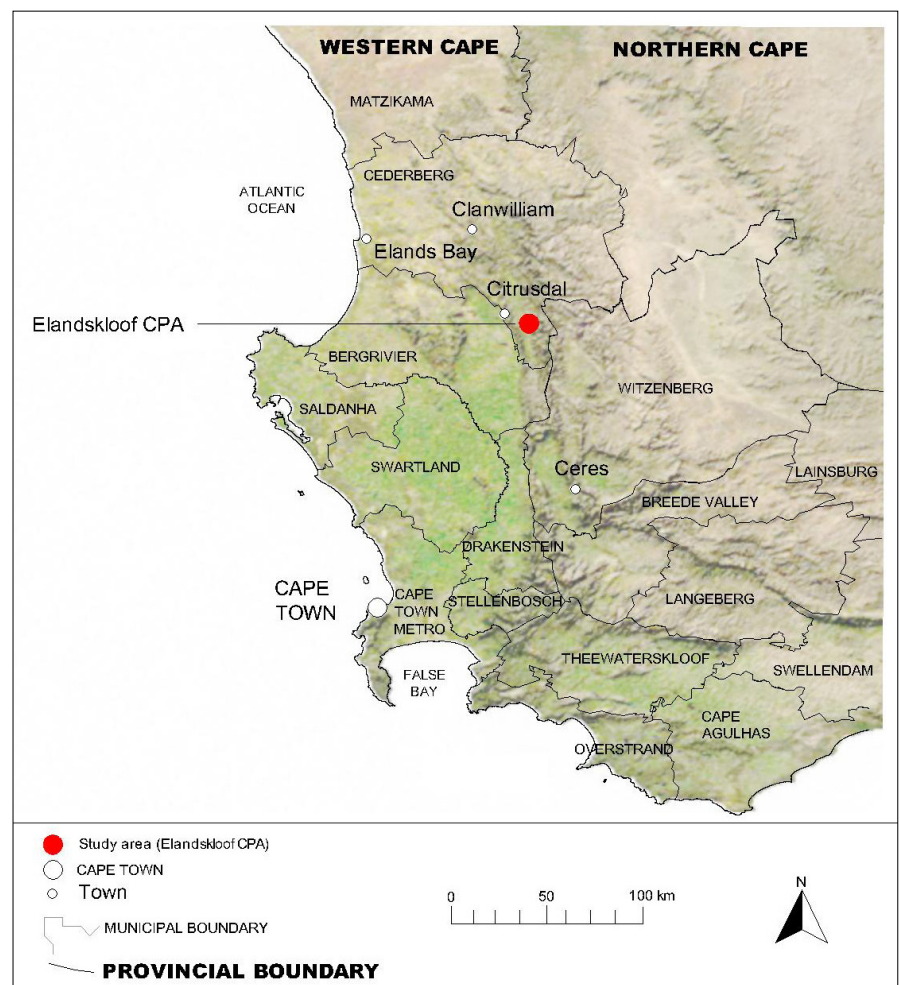 WESTERN CAPE
NORTHERN CAPE
MATZIKAMA
CEDERBERG
ATLANTIC
OCEAN
Clanwilliam
Elands Bay
Citrusdal
Elandskloof CPA
BERGRIVIER
WITZENBERG
SALDANHA
SWARTLAND
Ceres
LAINSBURG
BREEDE VALLEY
DRAKENSTEIN
CAPE
TOWN
CAPE
TOWN
METRO
STELLENBOSCH
LANGEBERG
THEEWATERSKLOOF
SWELLENDAM
FALSE
BAY
CAPE
AGULHAS
OVERSTRAND
Study area (Elandskloof CPA)
CAPE TOWN
Town
MUNICIPAL BOUNDARY
PROVINCIAL BOUNDARY
0 50 100 km
N